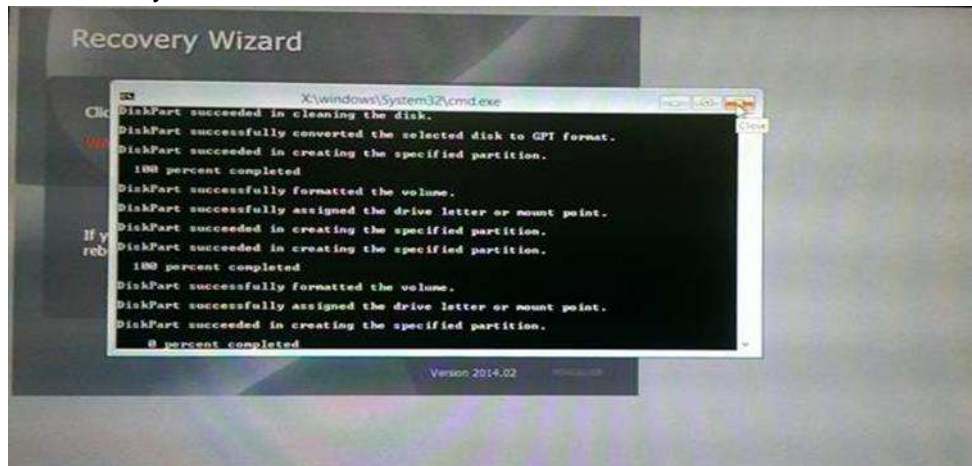 Recovery Wizard
X:\windows\System32\cmd.exe
Clic
DiskPart succeeded in cleaning the disk.
Close
DiskPart successfully converted the selected disk to GPT format.
DiskPart succeeded in creating the specified partition.
100 percent completed
DiskPart successfully formatted the volume.
DiskPart successfully assigned the drive letter or mount point.
DiskPart succeeded in creating the specified partition.
If y
reb
DiskPart succeeded in creating the specified partition.
100 percent completed
DiskPart successfully formatted the volume.
DiskPart successfully assigned the drive letter or mount point.
DiskPart succeeded in creating the specified partition.
0 percent completed
Version 2014.02